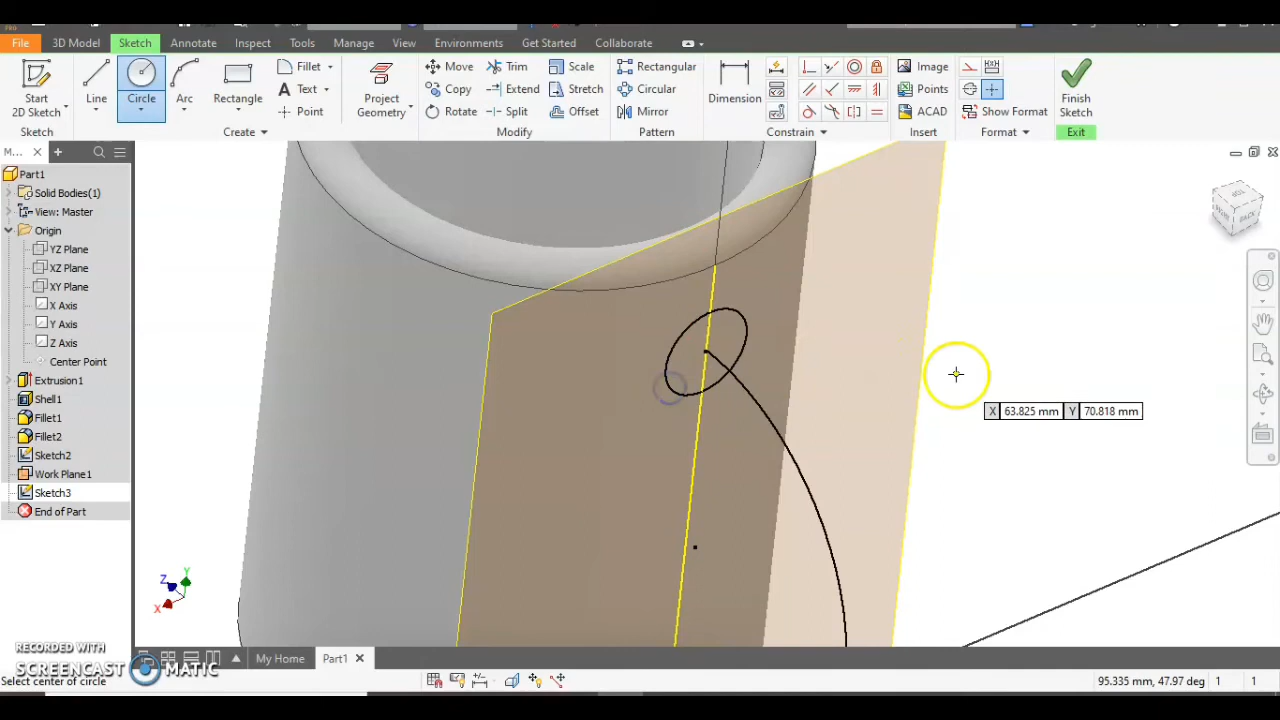 File 3D Model Sketch Annotate Inspect Tools Manage View Environments Get Started Collaborate
Start 2D Sketch
Line
Circle
Arc
Rectangle
Fillet
Text
Point
Project Geometry
Move
Copy
Rotate
Trim
Extend
Split
Scale
Stretch
Offset
Rectangular
Circular
Mirror
Dimension
Image
Points
ACAD
Show Format
Finish Sketch
Sketch
Create
Modify
Pattern
Constrain
Insert
Format
Exit
M...
Part1
Solid Bodies(1)
View: Master
Origin
YZ Plane
XZ Plane
XY Plane
X Axis
Y Axis
Z Axis
Center Point
Extrusion1
Shell1
Fillet1
Fillet2
Sketch2
Work Plane1
Sketch3
End of Part
X 63.825 mm Y 70.818 mm
Z
Y
X
RECORDED WITH
SCREENCAST MATIC
My Home
Part1
Select center of circle
95.335 mm, 47.97 deg 1 1